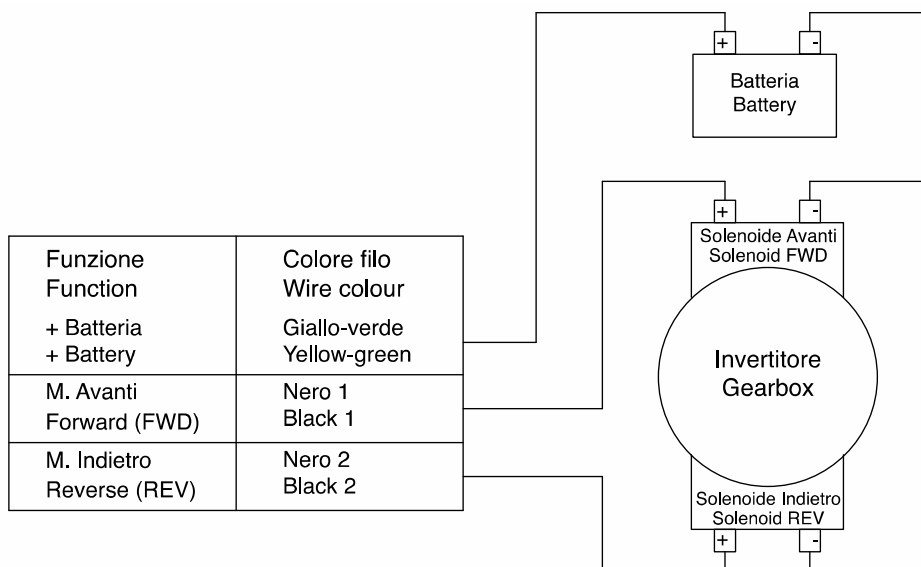 + -
Batteria
Battery
+ -
Solenoide Avanti
Solenoid FWD
Invertitore
Gearbox
Solenoide Indietro
Solenoid REV
+ -
Funzione Colore filo
Function Wire colour
+ Batteria Giallo-verde
+ Battery Yellow-green
M. Avanti Nero 1
Forward (FWD) Black 1
M. Indietro Nero 2
Reverse (REV) Black 2